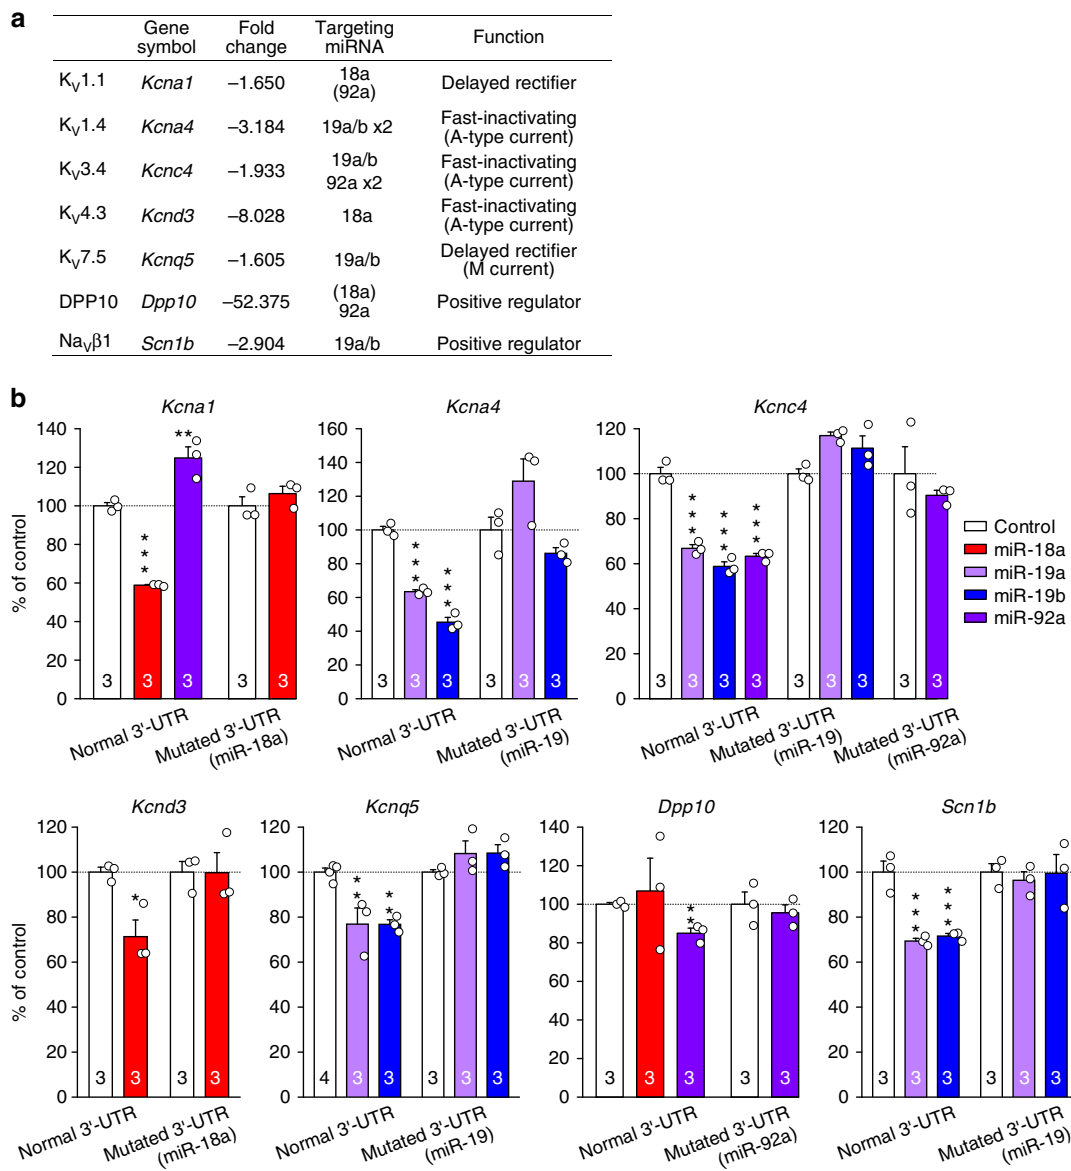 a
Gene symbol
Fold change
Targeting miRNA
Function
KV1.1 Kcna1 –1.650 18a (92a) Delayed rectifier
KV1.4 Kcna4 –3.184 19a/b x2 Fast-inactivating (A-type current)
KV3.4 Kcnc4 –1.933 19a/b 92a x2 Fast-inactivating (A-type current)
KV4.3 Kcnd3 –8.028 18a Fast-inactivating (A-type current)
KV7.5 Kcnq5 –1.605 19a/b Delayed rectifier (M current)
DPP10 Dpp10 –52.375 (18a) 92a Positive regulator
NaVβ1 Scn1b –2.904 19a/b Positive regulator
b
Kcna1
% of control
140
120
100
80
60
40
20
0
***
**
3 3 3 3 3
Normal 3'-UTR
Mutated 3'-UTR
(miR-18a)
Kcna4
160
140
120
100
80
60
40
20
0
***
***
3 3 3 3 3 3
Normal 3'-UTR
Mutated 3'-UTR
(miR-19)
Kcnc4
120
100
80
60
40
20
0
***
***
***
3 3 3 3 3 3 3 3 3
Normal 3'-UTR
Mutated 3'-UTR
(miR-19)
Mutated 3'-UTR
(miR-92a)
Control
miR-18a
miR-19a
miR-19b
miR-92a
Kcnd3
% of control
120
100
80
60
40
20
0
*
3 3 3 3
Normal 3'-UTR
Mutated 3'-UTR
(miR-18a)
Kcnq5
120
100
80
60
40
20
0
**
**
4 3 3 3 3 3
Normal 3'-UTR
Mutated 3'-UTR
(miR-19)
Dpp10
140
120
100
80
60
40
20
0
**
3 3 3 3 3
Normal 3'-UTR
Mutated 3'-UTR
(miR-92a)
Scn1b
120
100
80
60
40
20
0
***
***
3 3 3 3 3 3
Normal 3'-UTR
Mutated 3'-UTR
(miR-19)